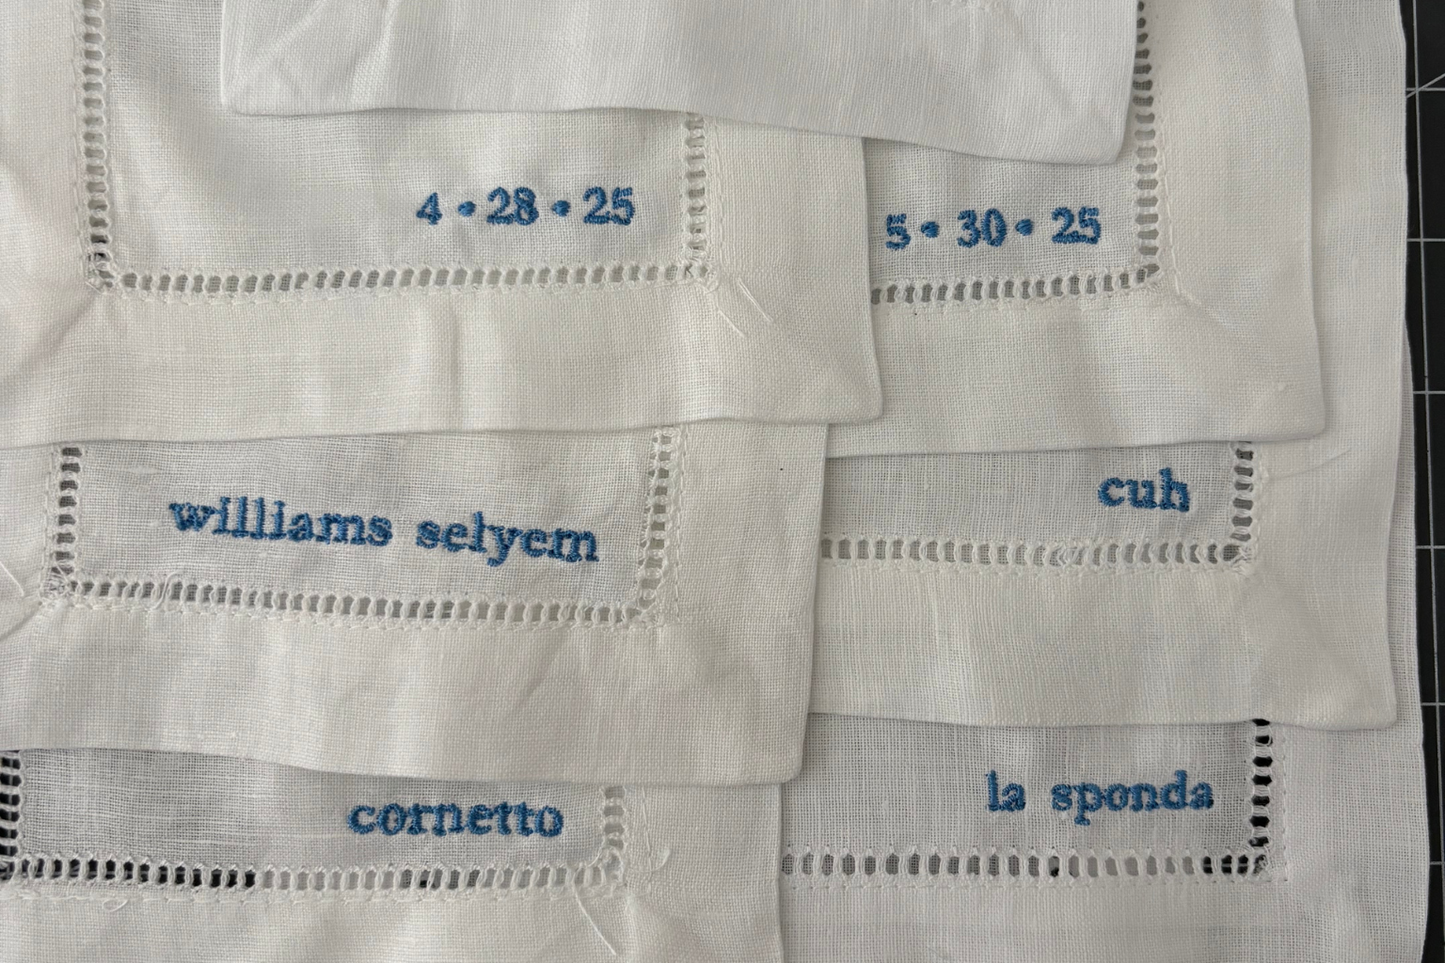 4 • 28 • 25
5 • 30 • 25
williams selyem
cuh
cornetto
la sponda